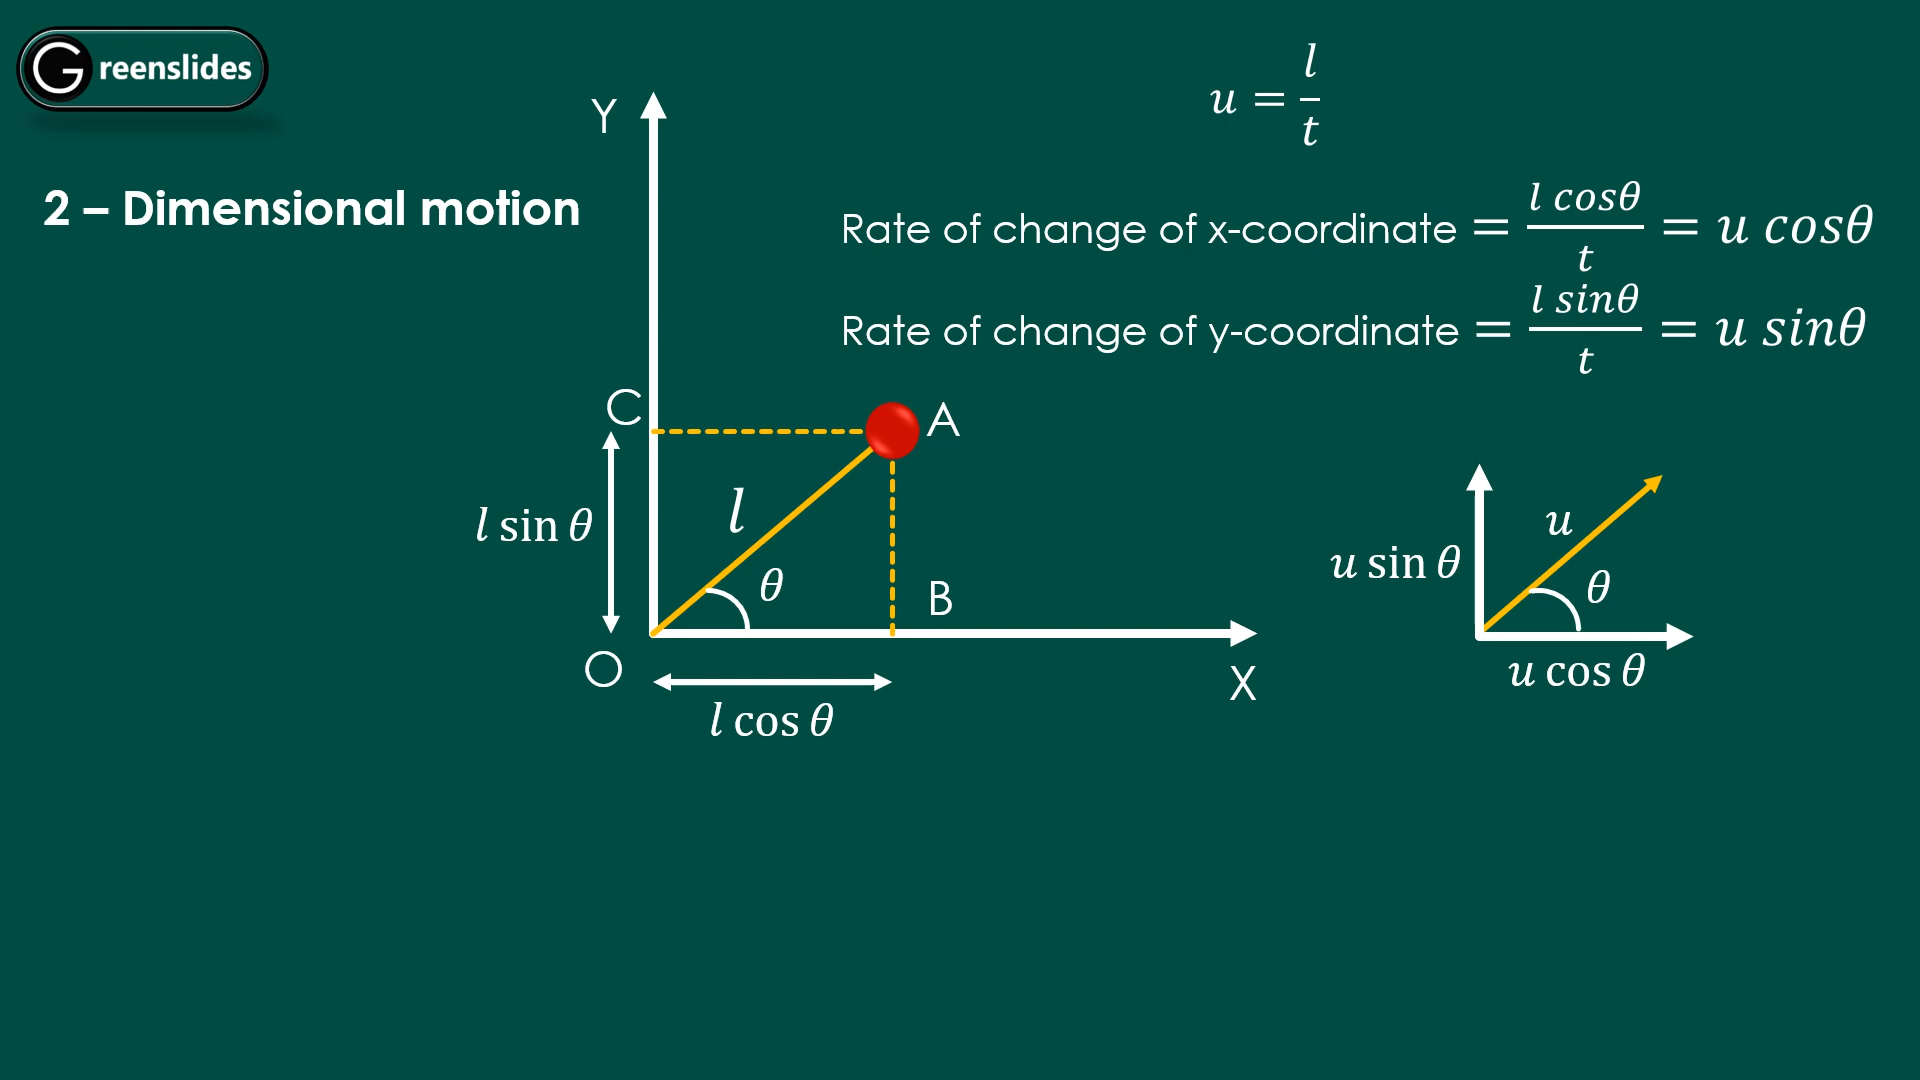 Greenslides
u = l/t
Y
2 – Dimensional motion
Rate of change of x-coordinate = l cosθ/t = u cosθ
Rate of change of y-coordinate = l sinθ/t = u sinθ
C
A
l
l sin θ
θ
B
O
X
l cos θ
u
u sin θ
θ
u cos θ